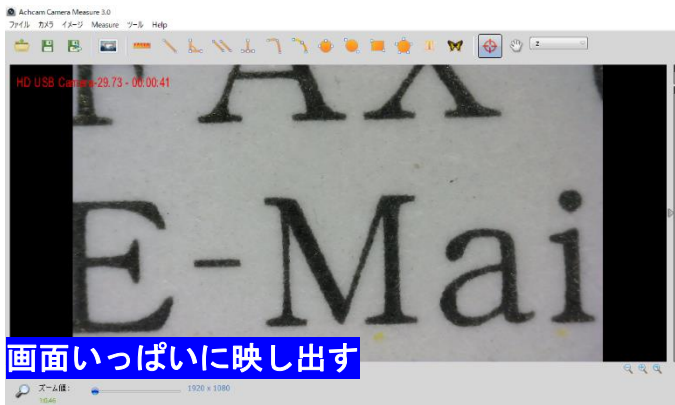 Achcam Camera Measure 3.0
ファイル カメラ イメージ Measure ツール Help
z
HD USB Camera-29.73 - 00:00:41
FAX
E-Mai
画面いっぱいに映し出す
ズーム値: 1920 x 1080